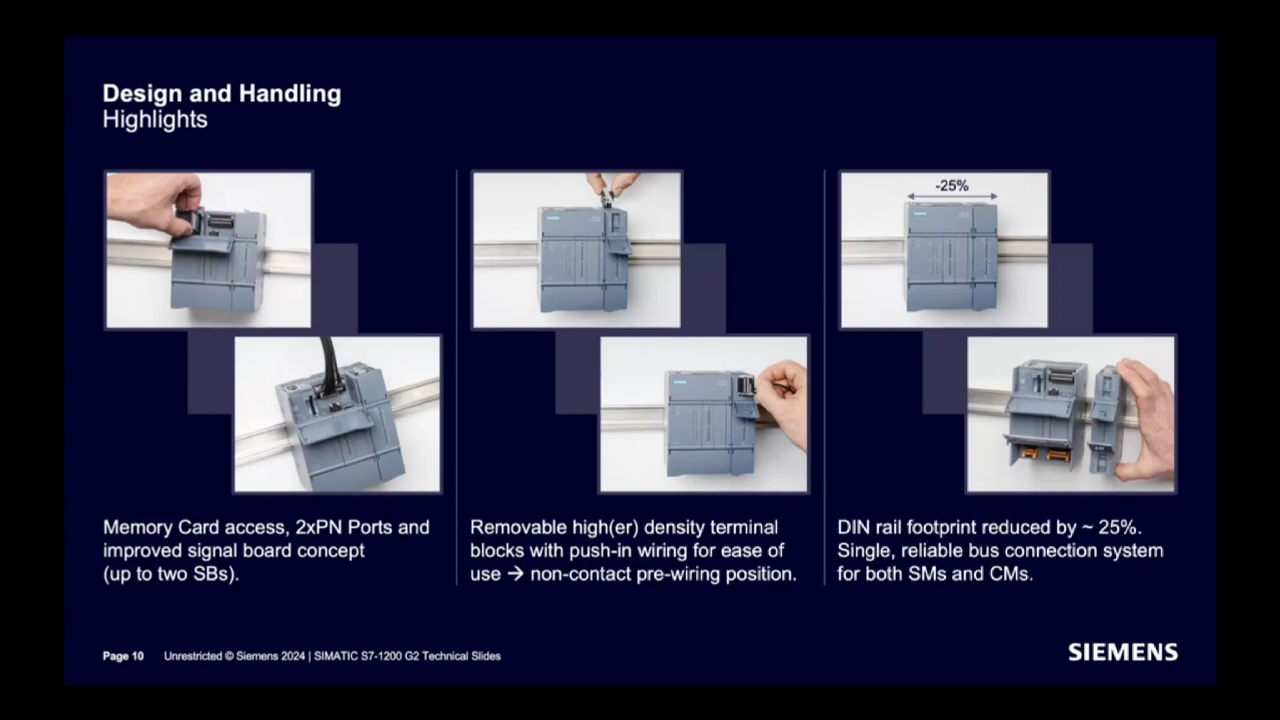 Design and Handling
Highlights
-25%
Memory Card access, 2xPN Ports and
improved signal board concept
(up to two SBs).
Removable high(er) density terminal
blocks with push-in wiring for ease of
use → non-contact pre-wiring position.
DIN rail footprint reduced by ~ 25%.
Single, reliable bus connection system
for both SMs and CMs.
Page 10 Unrestricted © Siemens 2024 | SIMATIC S7-1200 G2 Technical Slides
SIEMENS